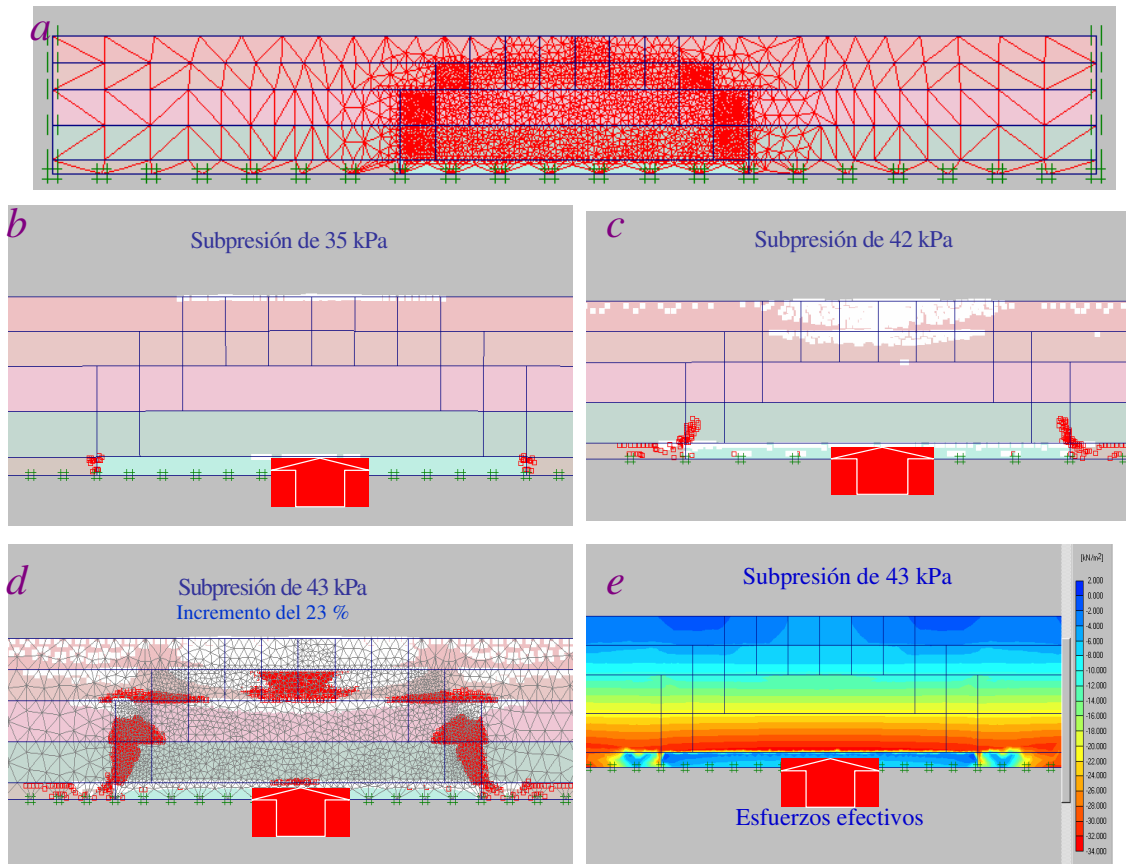 a
b
Subpresión de 35 kPa
c
Subpresión de 42 kPa
d
Subpresión de 43 kPa
Incremento del 23 %
e
Subpresión de 43 kPa
Esfuerzos efectivos
[kN/m²]
2.000
0.000
-2.000
-4.000
-6.000
-8.000
-10.000
-12.000
-14.000
-16.000
-18.000
-20.000
-22.000
-24.000
-26.000
-28.000
-30.000
-32.000
-34.000